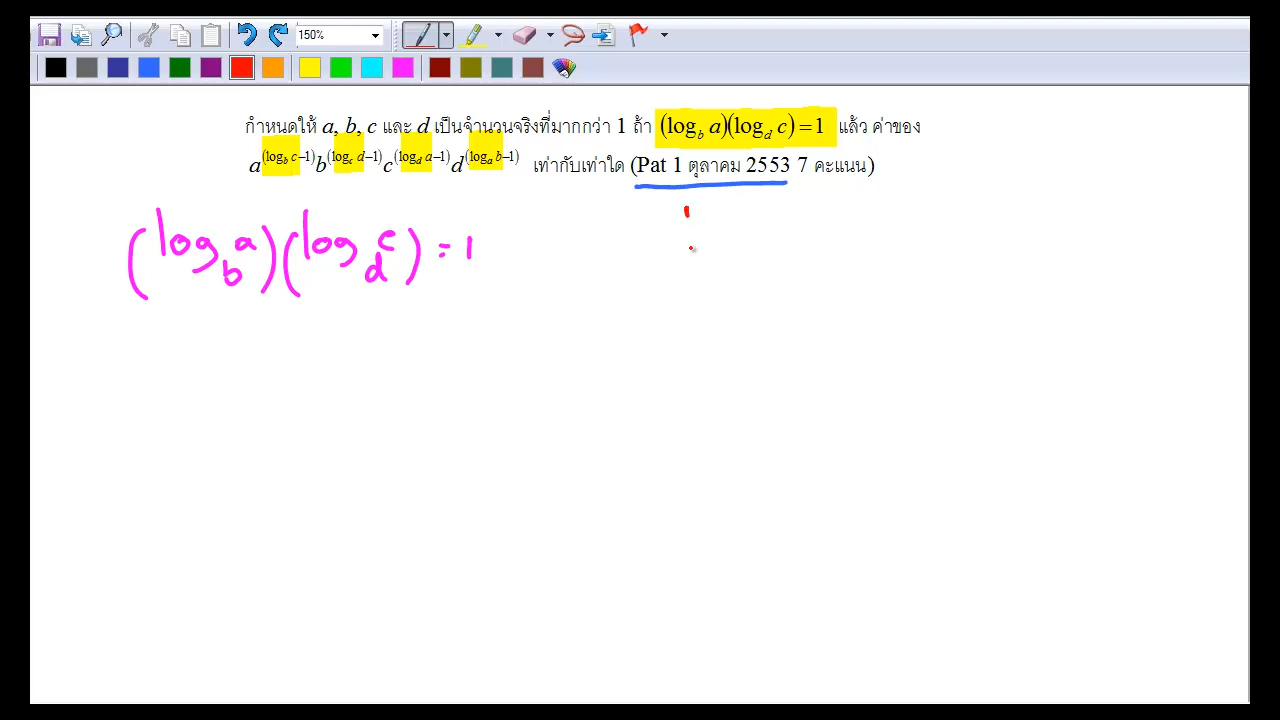 150%
กำหนดให้ a, b, c และ d เป็นจำนวนจริงที่มากกว่า 1 ถ้า (log_b a)(log_d c) = 1 แล้ว ค่าของ
a^(log_b c−1) b^(log_c d−1) c^(log_d a−1) d^(log_a b−1) เท่ากับเท่าใด (Pat 1 ตุลาคม 2553 7 คะแนน)
(log_b a)(log_d c) = 1